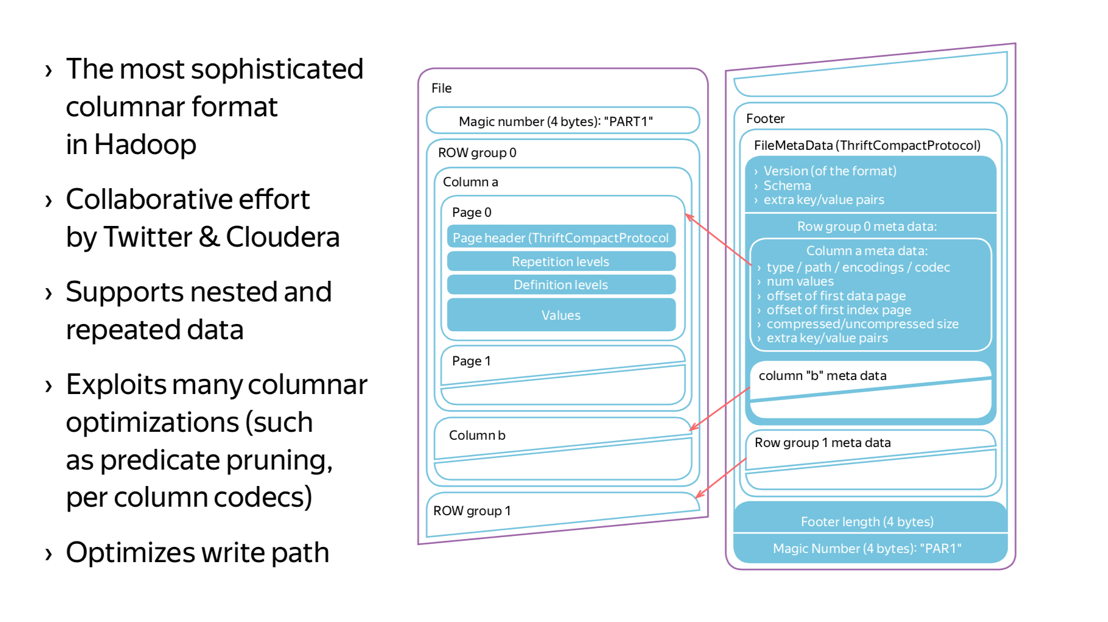 › The most sophisticated
columnar format
in Hadoop
› Collaborative effort
by Twitter & Cloudera
› Supports nested and
repeated data
› Exploits many columnar
optimizations (such
as predicate pruning,
per column codecs)
› Optimizes write path
File
Magic number (4 bytes): "PART1"
ROW group 0
Column a
Page 0
Page header (ThriftCompactProtocol
Repetition levels
Definition levels
Values
Page 1
Column b
ROW group 1
Footer
FileMetaData (ThriftCompactProtocol)
› Version (of the format)
› Schema
› extra key/value pairs
Row group 0 meta data:
Column a meta data:
› type / path / encodings / codec
› num values
› offset of first data page
› offset of first index page
› compressed/uncompressed size
› extra key/value pairs
column "b" meta data
Row group 1 meta data
Footer length (4 bytes)
Magic Number (4 bytes): "PAR1"